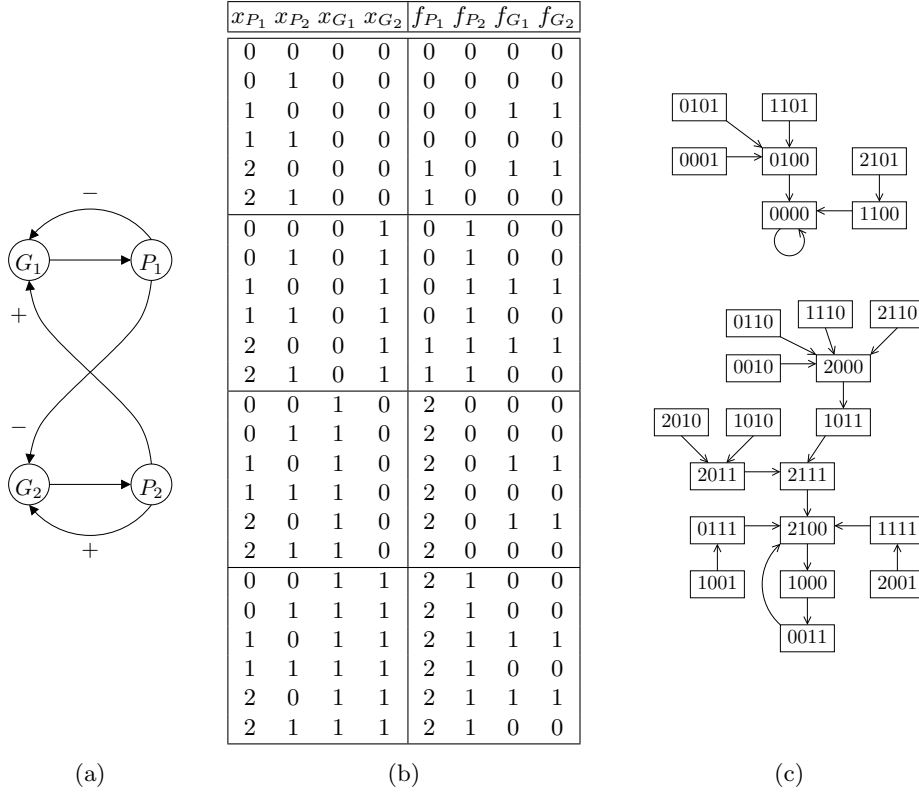 −
G1 P1
+
−
G2 P2
+
(a)
xP1 xP2 xG1 xG2 fP1 fP2 fG1 fG2
0 0 0 0 0 0 0 0
0 1 0 0 0 0 0 0
1 0 0 0 0 0 1 1
1 1 0 0 0 0 0 0
2 0 0 0 1 0 1 1
2 1 0 0 1 0 0 0
0 0 0 1 0 1 0 0
0 1 0 1 0 1 0 0
1 0 0 1 0 1 1 1
1 1 0 1 0 1 0 0
2 0 0 1 1 1 1 1
2 1 0 1 1 1 0 0
0 0 1 0 2 0 0 0
0 1 1 0 2 0 0 0
1 0 1 0 2 0 1 1
1 1 1 0 2 0 0 0
2 0 1 0 2 0 1 1
2 1 1 0 2 0 0 0
0 0 1 1 2 1 0 0
0 1 1 1 2 1 0 0
1 0 1 1 2 1 1 1
1 1 1 1 2 1 0 0
2 0 1 1 2 1 1 1
2 1 1 1 2 1 0 0
(b)
0101 1101
0001 0100 2101
0000 1100
0110 1110 2110
0010 2000
2010 1010 1011
2011 2111
0111 2100 1111
1001 1000 2001
0011
(c)